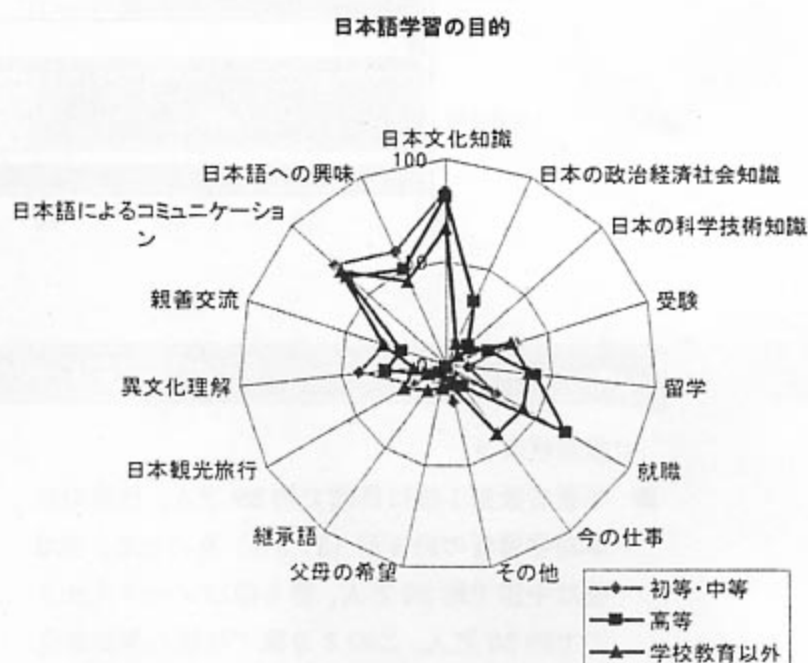 日本語学習の目的
日本文化知識
100
日本語への興味
日本の政治経済社会知識
日本語によるコミュニケーショ
ン
日本の科学技術知識
親善交流
受験
異文化理解
0
留学
日本観光旅行
就職
継承語
今の仕事
父母の希望
その他
初等・中等
高等
学校教育以外